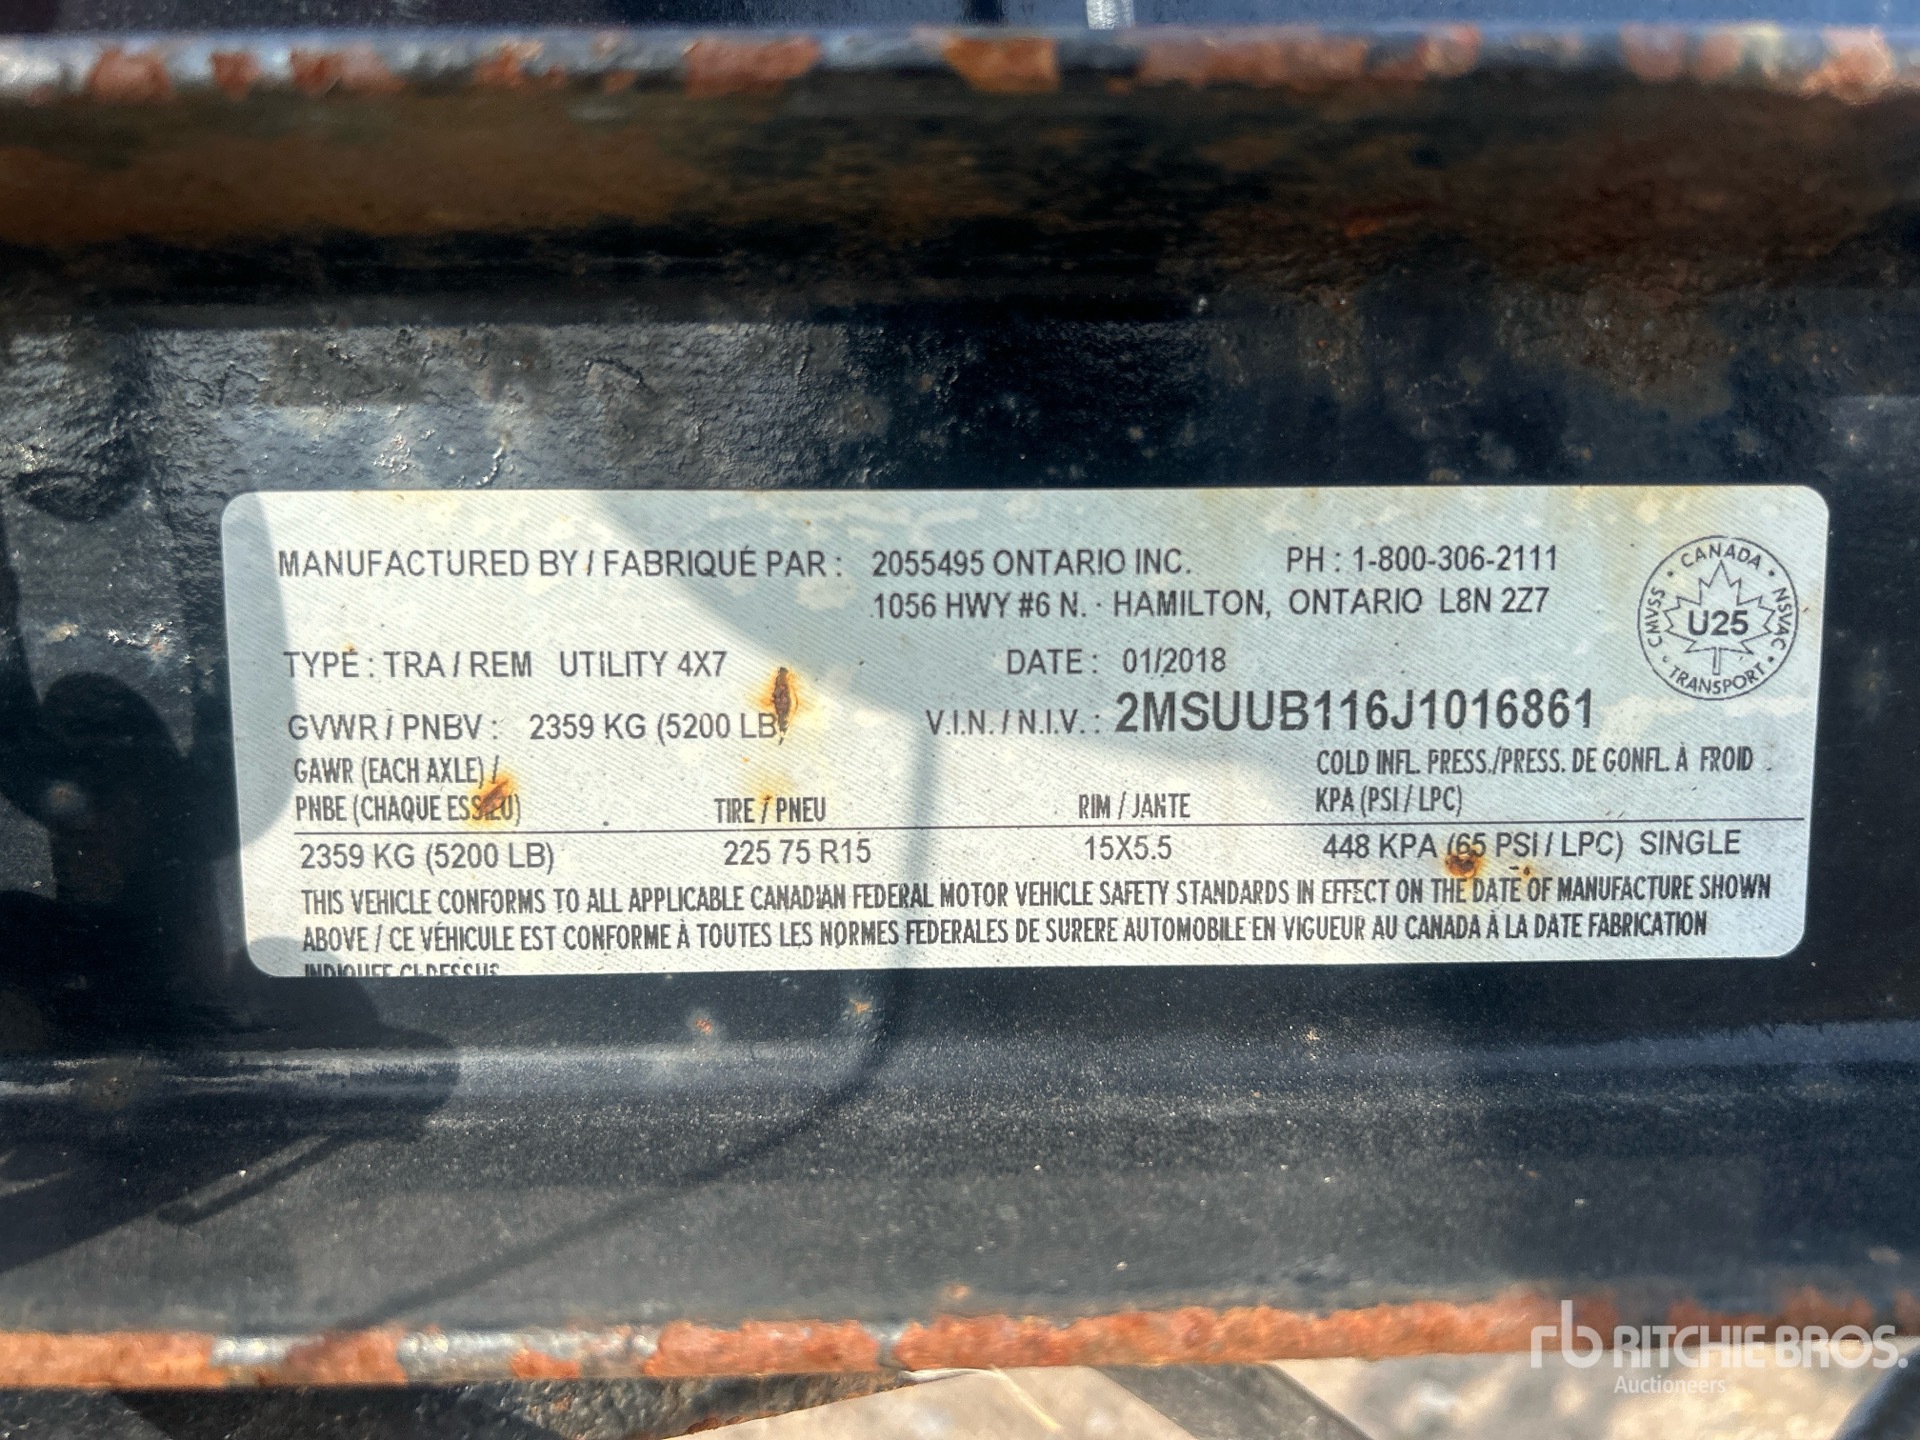 MANUFACTURED BY / FABRIQUÉ PAR : 2055495 ONTARIO INC. PH : 1-800-306-2111
1056 HWY #6 N. · HAMILTON, ONTARIO L8N 2Z7
CANADA · NSVAC · TRANSPORT · CMVSS ·
U25
TYPE : TRA / REM UTILITY 4X7 DATE : 01/2018
GVWR / PNBV : 2359 KG (5200 LB) V.I.N. / N.I.V. : 2MSUUB116J1016861
GAWR (EACH AXLE) / COLD INFL. PRESS./PRESS. DE GONFL. À FROID
PNBE (CHAQUE ESSIEU) TIRE / PNEU RIM / JANTE KPA (PSI / LPC)
2359 KG (5200 LB) 225 75 R15 15X5.5 448 KPA (65 PSI / LPC) SINGLE
THIS VEHICLE CONFORMS TO ALL APPLICABLE CANADIAN FEDERAL MOTOR VEHICLE SAFETY STANDARDS IN EFFECT ON THE DATE OF MANUFACTURE SHOWN
ABOVE / CE VÉHICULE EST CONFORME À TOUTES LES NORMES FEDERALES DE SURERE AUTOMOBILE EN VIGUEUR AU CANADA À LA DATE FABRICATION
INDIQUEE CI-DESSUS
rb RITCHIE BROS.
Auctioneers